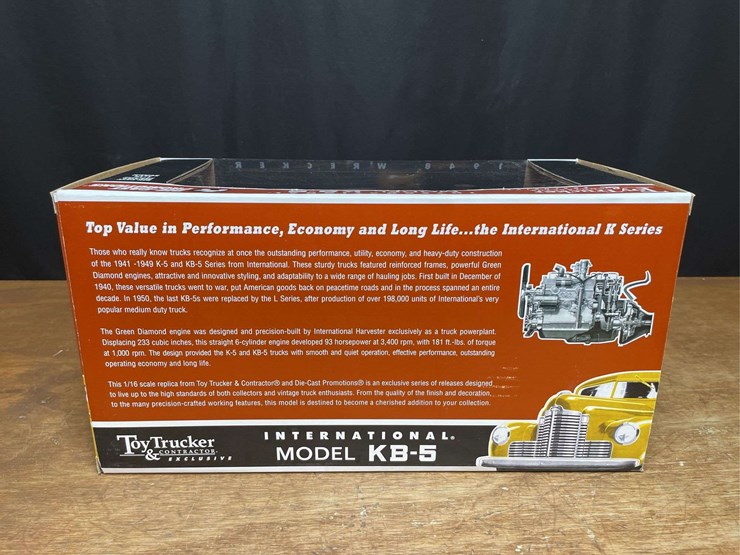 1948 WRECKER
Top Value in Performance, Economy and Long Life...the International K Series
Those who really know trucks recognize at once the outstanding performance, utility, economy, and heavy-duty construction
of the 1941 -1949 K-5 and KB-5 Series from International. These sturdy trucks featured reinforced frames, powerful Green
Diamond engines, attractive and innovative styling, and adaptability to a wide range of hauling jobs. First built in December of
1940, these versatile trucks went to war, put American goods back on peacetime roads and in the process spanned an entire
decade. In 1950, the last KB-5s were replaced by the L Series, after production of over 198,000 units of International's very
popular medium duty truck.
The Green Diamond engine was designed and precision-built by International Harvester exclusively as a truck powerplant.
Displacing 233 cubic inches, this straight 6-cylinder engine developed 93 horsepower at 3,400 rpm, with 181 ft.-lbs. of torque
at 1,000 rpm. The design provided the K-5 and KB-5 trucks with smooth and quiet operation, effective performance, outstanding
operating economy and long life.
This 1/16 scale replica from Toy Trucker & Contractor® and Die-Cast Promotions® is an exclusive series of releases designed
to live up to the high standards of both collectors and vintage truck enthusiasts. From the quality of the finish and decoration,
to the many precision-crafted working features, this model is destined to become a cherished addition to your collection.
Toy Trucker
& CONTRACTOR®
EXCLUSIVE
INTERNATIONAL®
MODEL KB-5